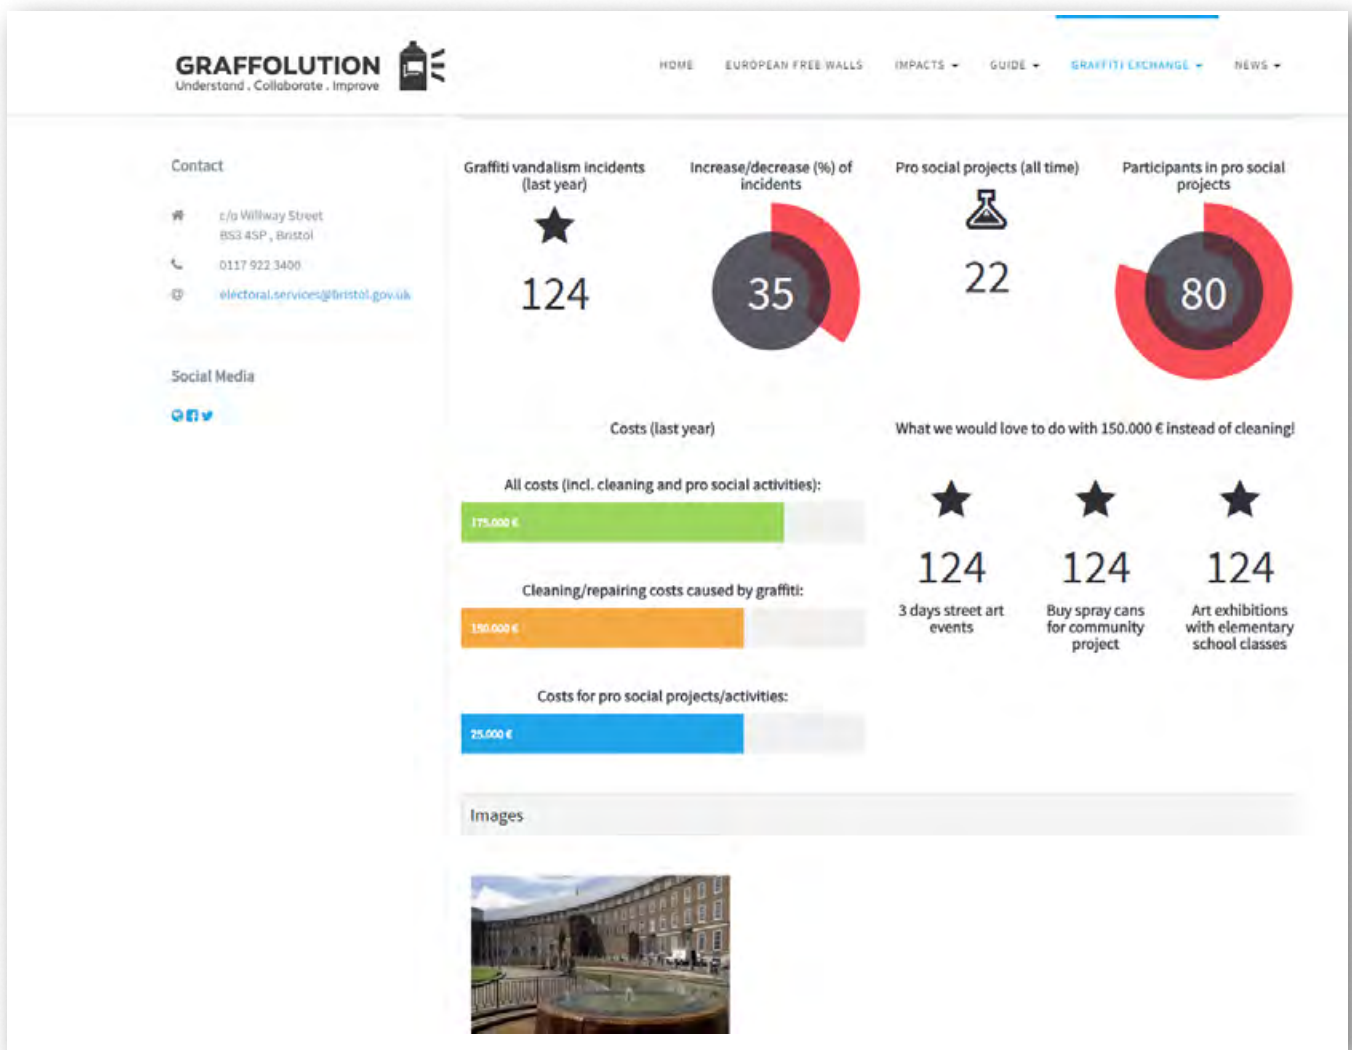 GRAFFOLUTION
Understand . Collaborate . Improve
HOME EUROPEAN FREE WALLS IMPACTS GUIDE GRAFFITI EXCHANGE NEWS
Contact
c/o Willway Street
BS3 4SP , Bristol
0117 922 3400
electoral.services@bristol.gov.uk
Social Media
Graffiti vandalism incidents
(last year)
124
Increase/decrease (%) of
incidents
35
Pro social projects (all time)
22
Participants in pro social
projects
80
Costs (last year)
All costs (incl. cleaning and pro social activities):
175.000 €
Cleaning/repairing costs caused by graffiti:
150.000 €
Costs for pro social projects/activities:
25.000 €
What we would love to do with 150.000 € instead of cleaning!
124
3 days street art
events
124
Buy spray cans
for community
project
124
Art exhibitions
with elementary
school classes
Images